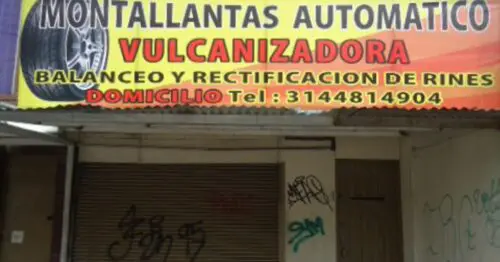 MONTALLANTAS AUTOMATICO
VULCANIZADORA
BALANCEO Y RECTIFICACION DE RINES
DOMICILIO Tel : 3144814904